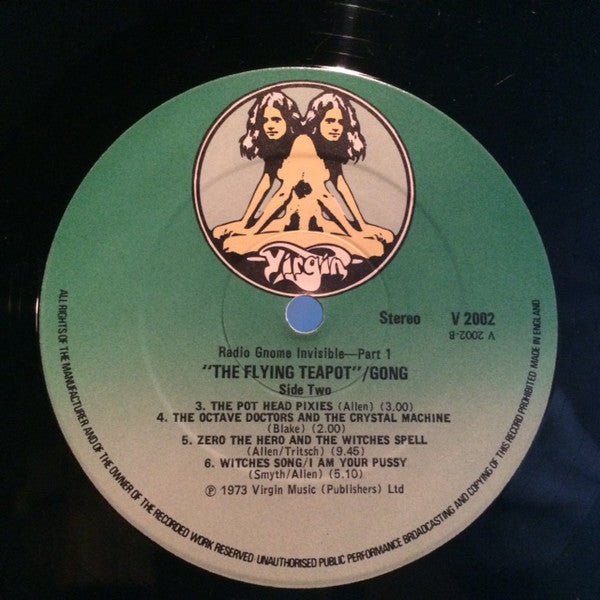 Virgin
Stereo V 2002
V 2002-B
Radio Gnome Invisible—Part 1
"THE FLYING TEAPOT"/GONG
Side Two
3. THE POT HEAD PIXIES (Allen) (3.00)
4. THE OCTAVE DOCTORS AND THE CRYSTAL MACHINE
(Blake) (2.00)
5. ZERO THE HERO AND THE WITCHES SPELL
(Allen/Tritsch) (9.45)
6. WITCHES SONG/I AM YOUR PUSSY
(Smyth/Allen) (5.10)
℗ 1973 Virgin Music (Publishers) Ltd
ALL RIGHTS OF THE MANUFACTURER AND OF THE OWNER OF THE RECORDED WORK RESERVED·UNAUTHORISED PUBLIC PERFORMANCE BROADCASTING AND COPYING OF THIS RECORD PROHIBITED MADE IN ENGLAND